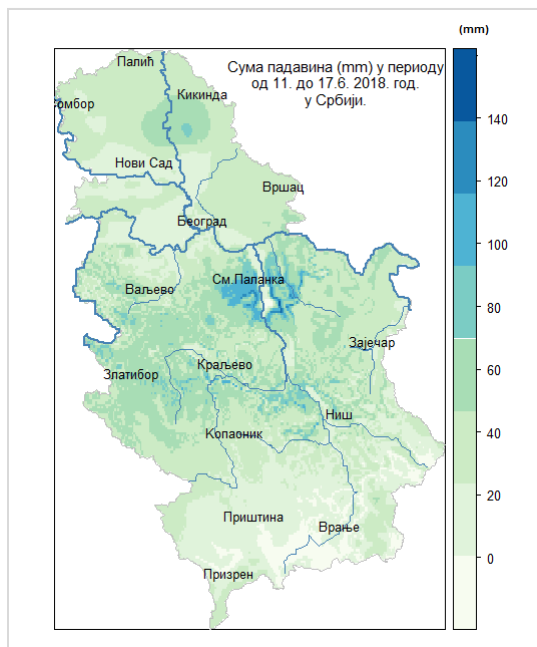 (mm)
Палић
Сума падавина (mm) у периоду
од 11. до 17.6. 2018. год.
у Србији.
Кикинда
омбор
140
Нови Сад
Вршац
120
Београд
100
См.Паланка
Ваљево
80
Зајечар
Краљево
Златибор
60
Ниш
Копаоник
40
20
Приштина
Врање
0
Призрен